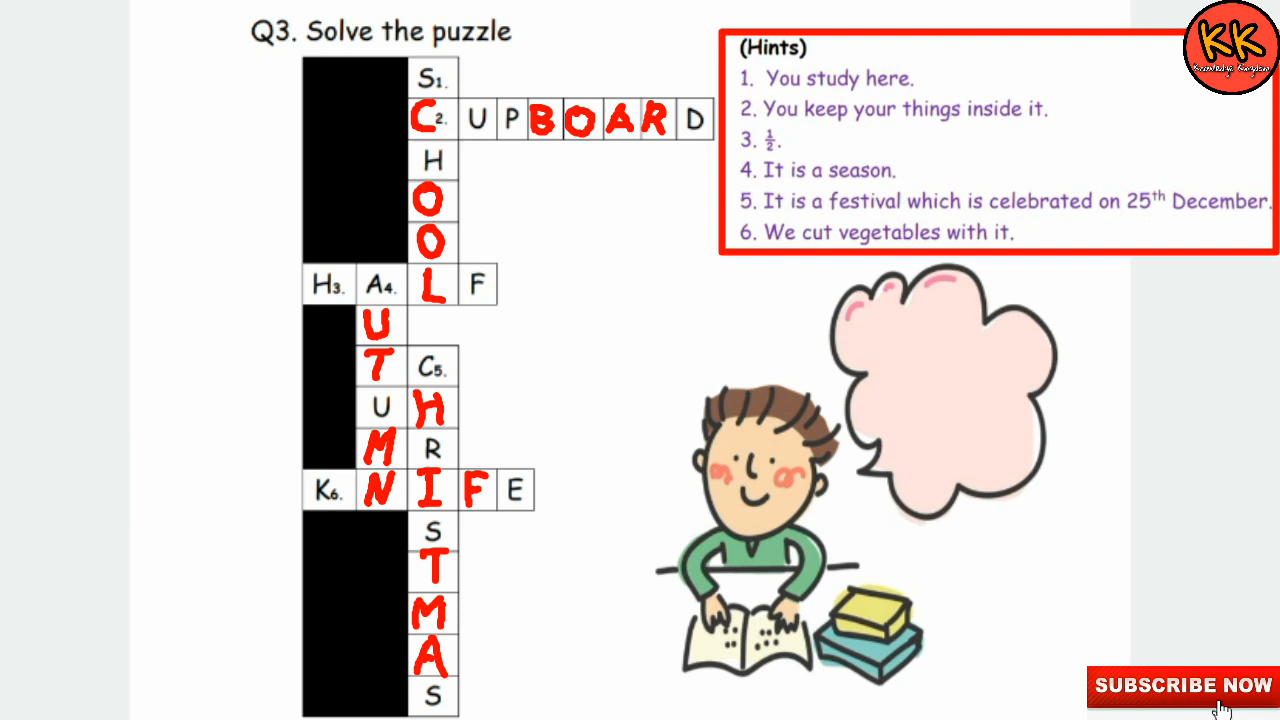 Q3. Solve the puzzle
(Hints)
1. You study here.
2. You keep your things inside it.
3. ½.
4. It is a season.
5. It is a festival which is celebrated on 25th December.
6. We cut vegetables with it.
KK
Knowledge Kingdom
S1.
C2. U P B O A R D
H
O
O
H3. A4. L F
U
T C5.
U H
M R
K6. N I F E
S
T
M
A
S
SUBSCRIBE NOW